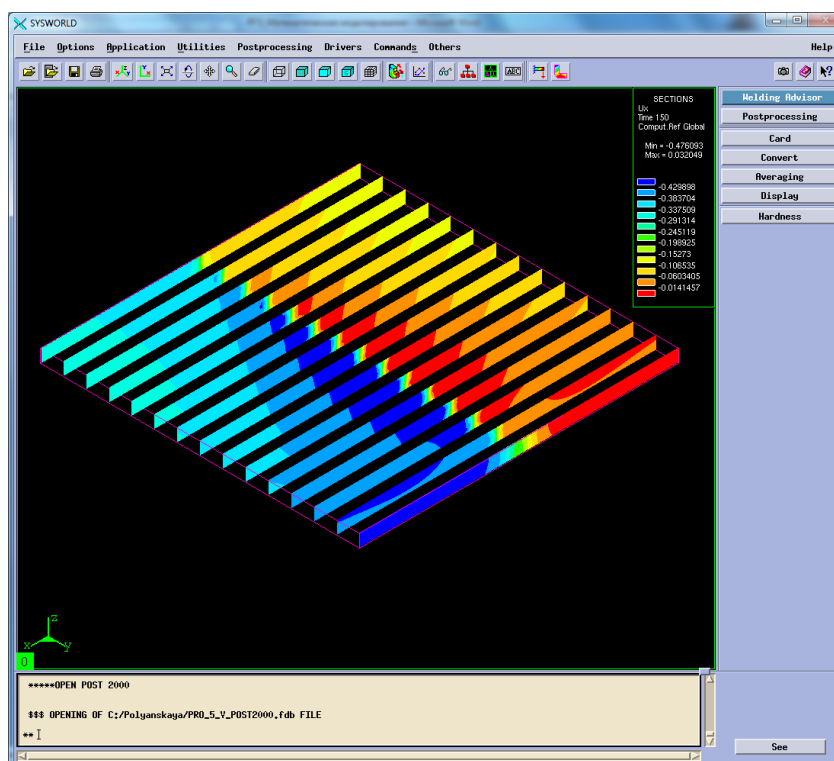 SYSWORLD
File Options Application Utilities Postprocessing Drivers Commands Others Help
ABC
SECTIONS
Ux
Time 150
Comput.Ref Global
Min = -0.476093
Max = 0.032049
-0.429898
-0.383704
-0.337509
-0.291314
-0.245119
-0.198925
-0.15273
-0.106535
-0.0603405
-0.0141457
Welding Advisor
Postprocessing
Card
Convert
Averaging
Display
Hardness
z
x
y
0
*****OPEN POST 2000
$$$ OPENING OF C:/Polyanskaya/PRO_5_V_POST2000.fdb FILE
**
See